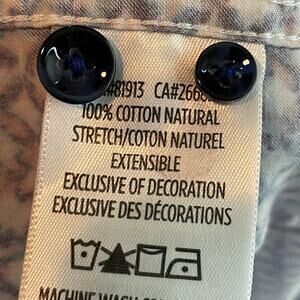 #81913 CA#266
100% COTTON NATURAL
STRETCH/COTON NATUREL
EXTENSIBLE
EXCLUSIVE OF DECORATION
EXCLUSIVE DES DÉCORATIONS
MACHINE WASH